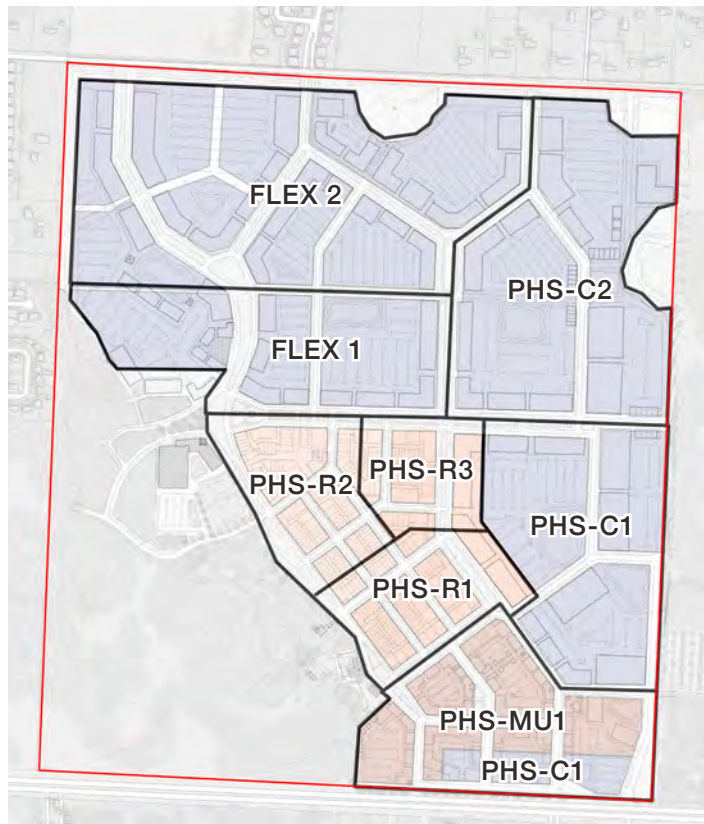 FLEX 2
PHS-C2
FLEX 1
PHS-R3
PHS-R2
PHS-C1
PHS-R1
PHS-MU1
PHS-C1